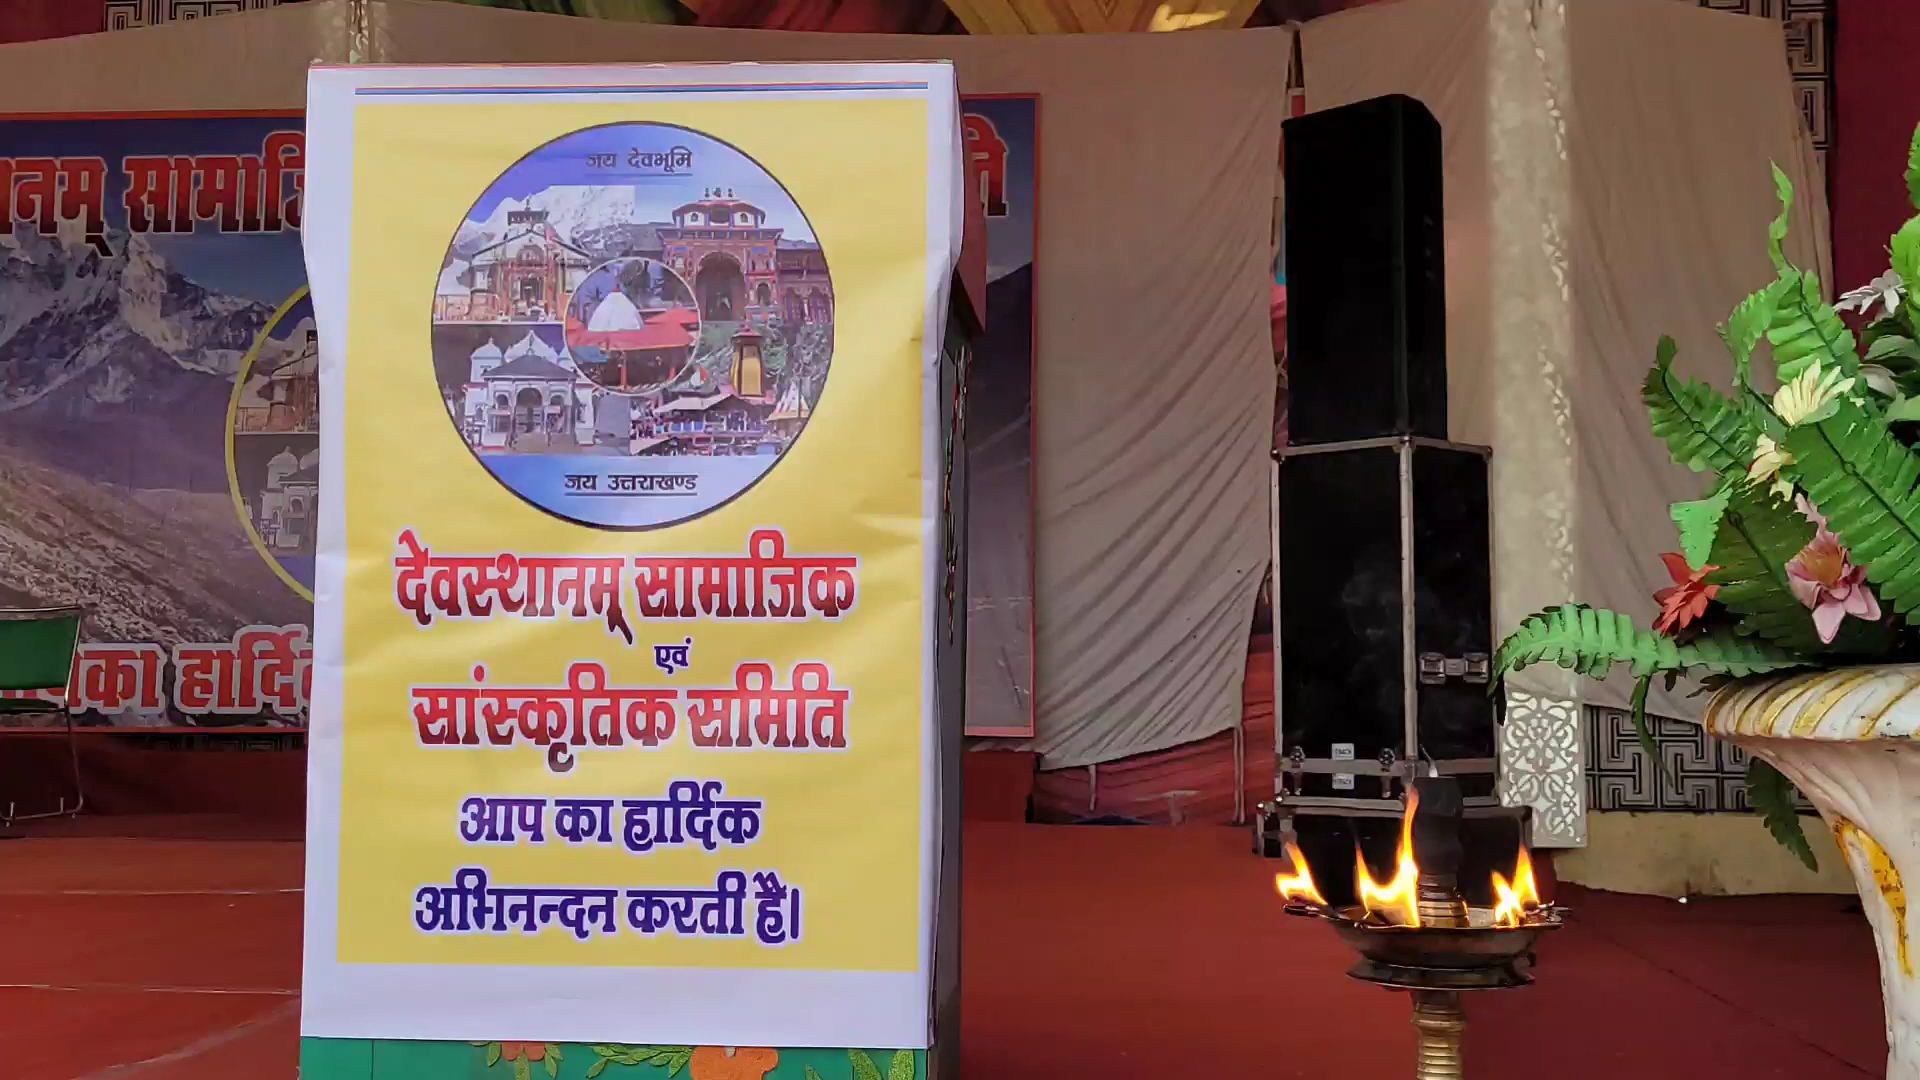 जय देवभूमि
जय उत्तराखण्ड
देवस्थानम् सामाजिक
एवं
सांस्कृतिक समिति
आप का हार्दिक
अभिनन्दन करती है।